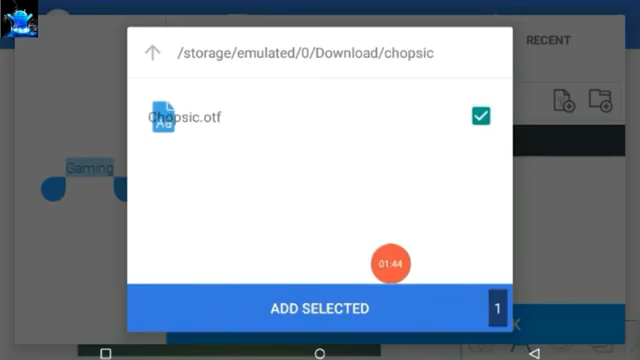 RECENT
/storage/emulated/0/Download/chopsic
Chopsic.otf
Gaming
01:44
ADD SELECTED
1